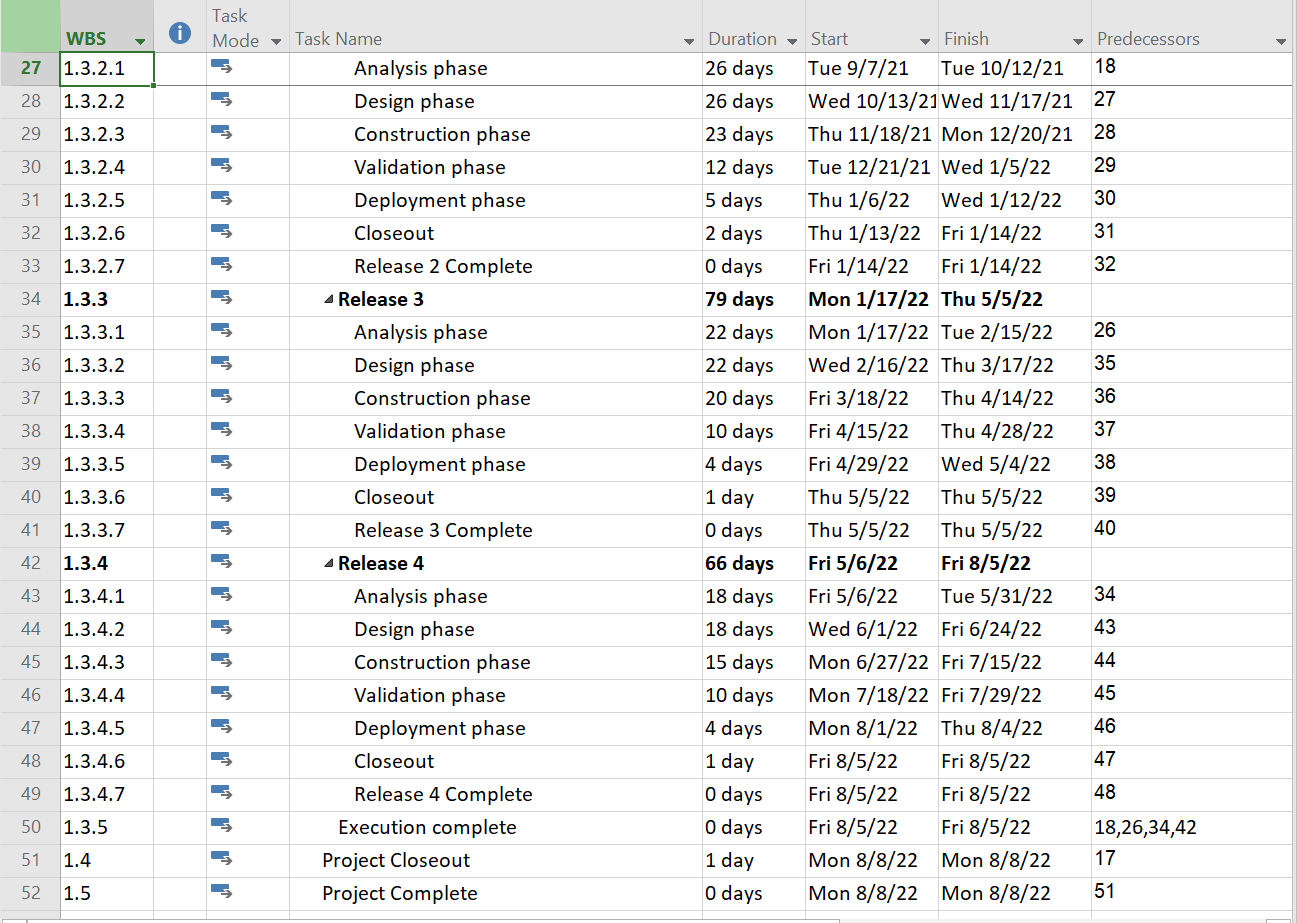 WBS Task Mode Task Name Duration Start Finish Predecessors
27 1.3.2.1 Analysis phase 26 days Tue 9/7/21 Tue 10/12/21 18
28 1.3.2.2 Design phase 26 days Wed 10/13/21 Wed 11/17/21 27
29 1.3.2.3 Construction phase 23 days Thu 11/18/21 Mon 12/20/21 28
30 1.3.2.4 Validation phase 12 days Tue 12/21/21 Wed 1/5/22 29
31 1.3.2.5 Deployment phase 5 days Thu 1/6/22 Wed 1/12/22 30
32 1.3.2.6 Closeout 2 days Thu 1/13/22 Fri 1/14/22 31
33 1.3.2.7 Release 2 Complete 0 days Fri 1/14/22 Fri 1/14/22 32
34 1.3.3 Release 3 79 days Mon 1/17/22 Thu 5/5/22
35 1.3.3.1 Analysis phase 22 days Mon 1/17/22 Tue 2/15/22 26
36 1.3.3.2 Design phase 22 days Wed 2/16/22 Thu 3/17/22 35
37 1.3.3.3 Construction phase 20 days Fri 3/18/22 Thu 4/14/22 36
38 1.3.3.4 Validation phase 10 days Fri 4/15/22 Thu 4/28/22 37
39 1.3.3.5 Deployment phase 4 days Fri 4/29/22 Wed 5/4/22 38
40 1.3.3.6 Closeout 1 day Thu 5/5/22 Thu 5/5/22 39
41 1.3.3.7 Release 3 Complete 0 days Thu 5/5/22 Thu 5/5/22 40
42 1.3.4 Release 4 66 days Fri 5/6/22 Fri 8/5/22
43 1.3.4.1 Analysis phase 18 days Fri 5/6/22 Tue 5/31/22 34
44 1.3.4.2 Design phase 18 days Wed 6/1/22 Fri 6/24/22 43
45 1.3.4.3 Construction phase 15 days Mon 6/27/22 Fri 7/15/22 44
46 1.3.4.4 Validation phase 10 days Mon 7/18/22 Fri 7/29/22 45
47 1.3.4.5 Deployment phase 4 days Mon 8/1/22 Thu 8/4/22 46
48 1.3.4.6 Closeout 1 day Fri 8/5/22 Fri 8/5/22 47
49 1.3.4.7 Release 4 Complete 0 days Fri 8/5/22 Fri 8/5/22 48
50 1.3.5 Execution complete 0 days Fri 8/5/22 Fri 8/5/22 18,26,34,42
51 1.4 Project Closeout 1 day Mon 8/8/22 Mon 8/8/22 17
52 1.5 Project Complete 0 days Mon 8/8/22 Mon 8/8/22 51